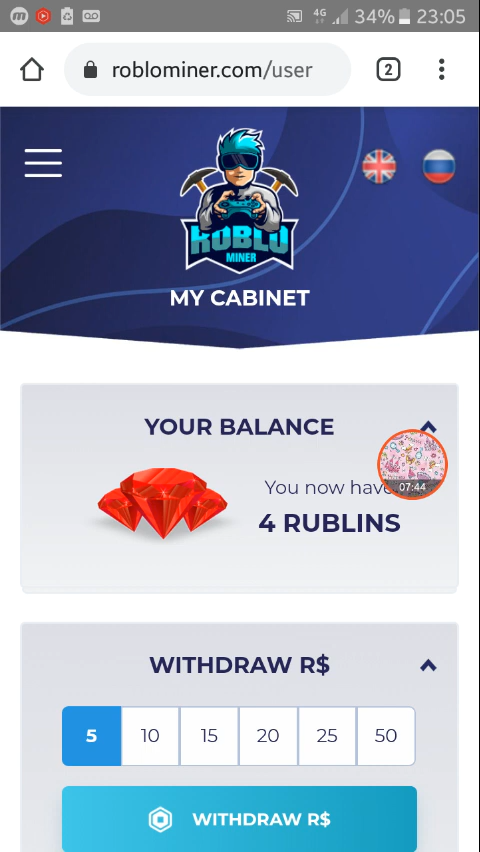 4G 34% 23:05
roblominer.com/user 2
ROBLO
MINER
MY CABINET
YOUR BALANCE
You now have
07:44
4 RUBLINS
WITHDRAW R$
5 10 15 20 25 50
WITHDRAW R$